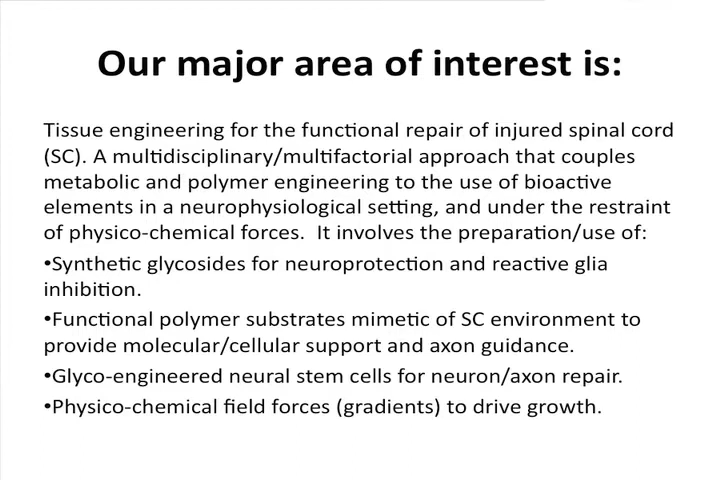 Our major area of interest is:
Tissue engineering for the functional repair of injured spinal cord
(SC). A multidisciplinary/multifactorial approach that couples
metabolic and polymer engineering to the use of bioactive
elements in a neurophysiological setting, and under the restraint
of physico-chemical forces.  It involves the preparation/use of:
•Synthetic glycosides for neuroprotection and reactive glia
inhibition.
•Functional polymer substrates mimetic of SC environment to
provide molecular/cellular support and axon guidance.
•Glyco-engineered neural stem cells for neuron/axon repair.
•Physico-chemical field forces (gradients) to drive growth.